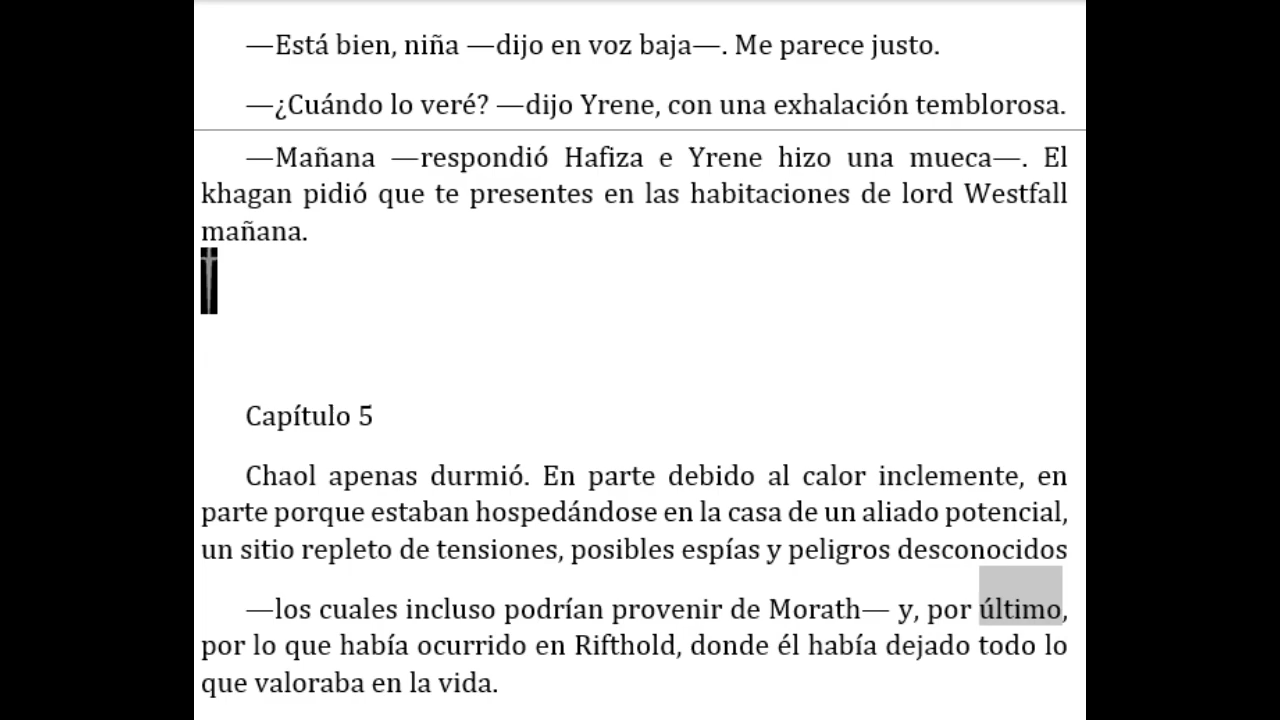 —Está bien, niña —dijo en voz baja—. Me parece justo.
—¿Cuándo lo veré? —dijo Yrene, con una exhalación temblorosa.
—Mañana —respondió Hafiza e Yrene hizo una mueca—. El
khagan pidió que te presentes en las habitaciones de lord Westfall
mañana.
Capítulo 5
Chaol apenas durmió. En parte debido al calor inclemente, en
parte porque estaban hospedándose en la casa de un aliado potencial,
un sitio repleto de tensiones, posibles espías y peligros desconocidos
—los cuales incluso podrían provenir de Morath— y, por último,
por lo que había ocurrido en Rifthold, donde él había dejado todo lo
que valoraba en la vida.